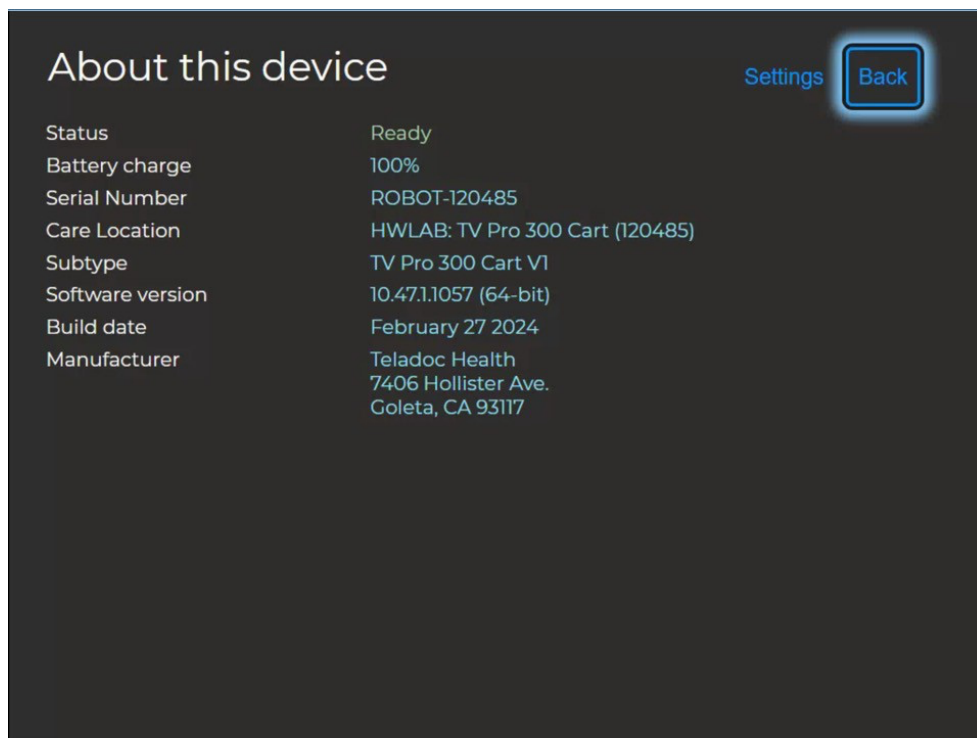 About this device
Settings
Back
Status Ready
Battery charge 100%
Serial Number ROBOT-120485
Care Location HWLAB: TV Pro 300 Cart (120485)
Subtype TV Pro 300 Cart V1
Software version 10.47.1.1057 (64-bit)
Build date February 27 2024
Manufacturer Teladoc Health
7406 Hollister Ave.
Goleta, CA 93117